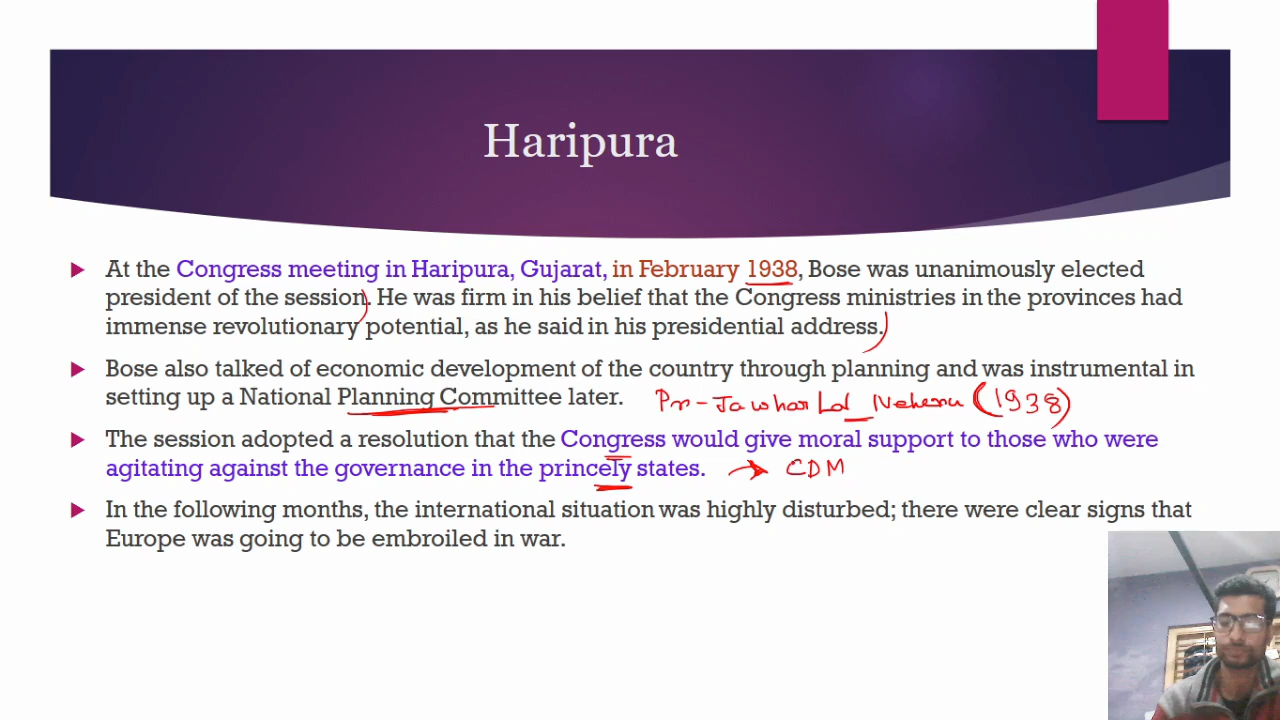 Haripura
At the Congress meeting in Haripura, Gujarat, in February 1938, Bose was unanimously elected
president of the session. He was firm in his belief that the Congress ministries in the provinces had
immense revolutionary potential, as he said in his presidential address.
Bose also talked of economic development of the country through planning and was instrumental in
setting up a National Planning Committee later. Pr-Jawhar Lal Neheru (1938)
The session adopted a resolution that the Congress would give moral support to those who were
agitating against the governance in the princely states. → CDM
In the following months, the international situation was highly disturbed; there were clear signs that
Europe was going to be embroiled in war.